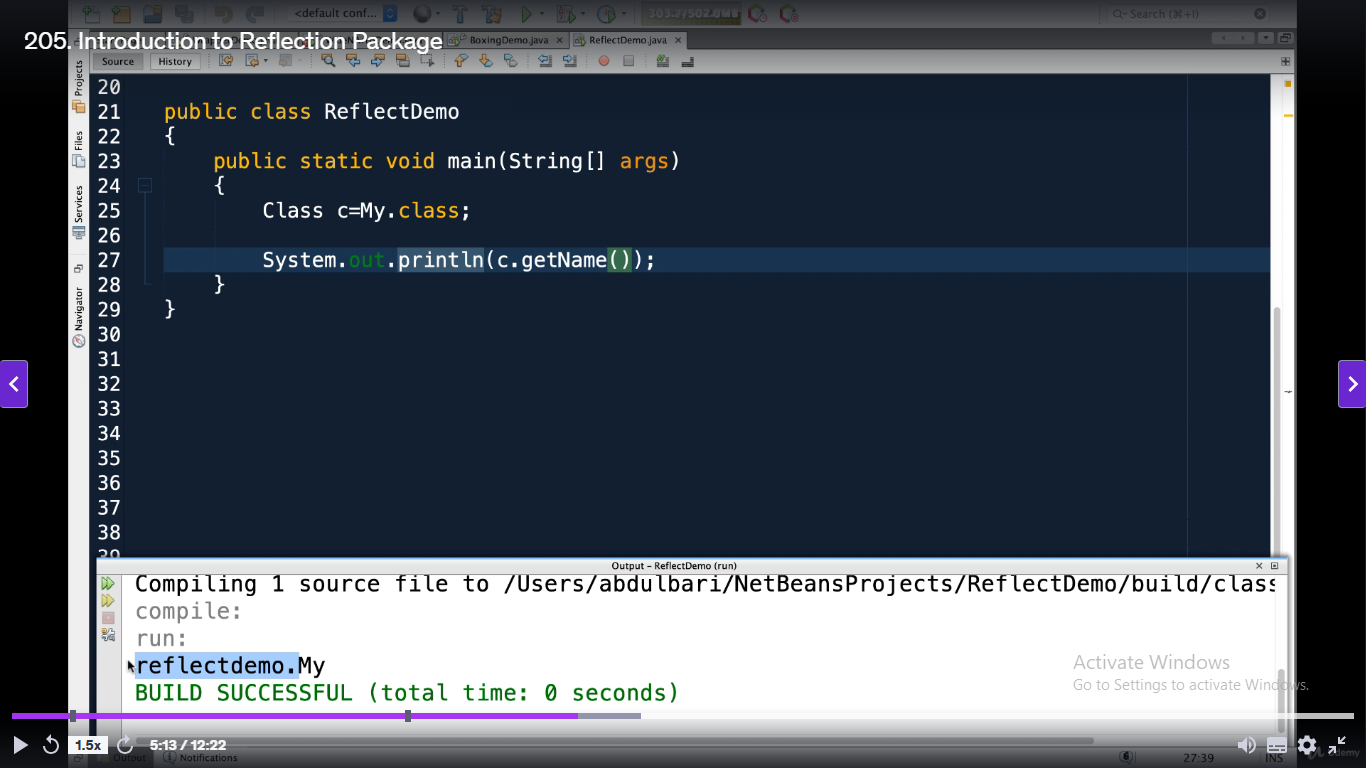 <default conf...
303.7/502.0MB
Search (⌘+I)
205. Introduction to Reflection Package
BoxingDemo.java
ReflectDemo.java
Source
History
Projects
Files
Services
Navigator
20
21 public class ReflectDemo
22 {
23 public static void main(String[] args)
24 {
25 Class c=My.class;
26
27 System.out.println(c.getName());
28 }
29 }
30
31
32
33
34
35
36
37
38
39
Output - ReflectDemo (run)
Compiling 1 source file to /Users/abdulbari/NetBeansProjects/ReflectDemo/build/class
compile:
run:
reflectdemo.My
BUILD SUCCESSFUL (total time: 0 seconds)
Activate Windows
Go to Settings to activate Windows.
1.5x
5:13 / 12:22
Output
Notifications
27:39
INS